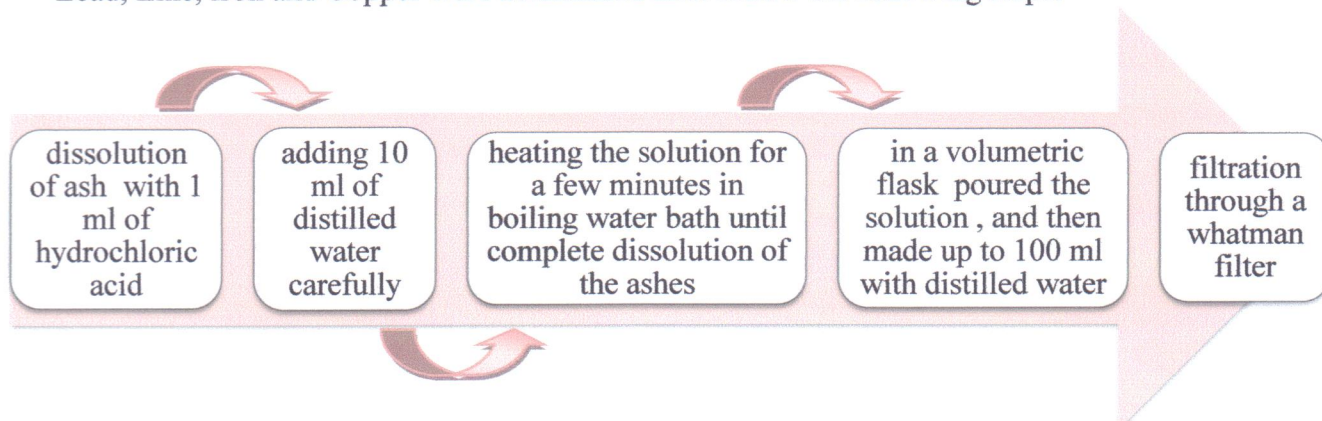 dissolution
of ash with 1
ml of
hydrochloric
acid
adding 10
ml of
distilled
water
carefully
heating the solution for
a few minutes in
boiling water bath until
complete dissolution of
the ashes
in a volumetric
flask poured the
solution , and then
made up to 100 ml
with distilled water
filtration
through a
whatman
filter